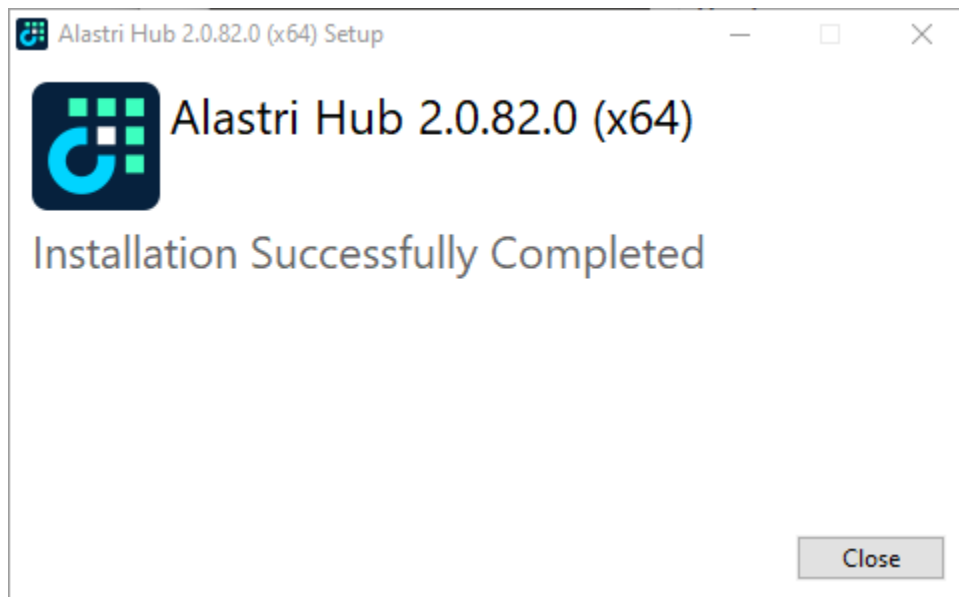 Alastri Hub 2.0.82.0 (x64) Setup
Alastri Hub 2.0.82.0 (x64)
Installation Successfully Completed
Close